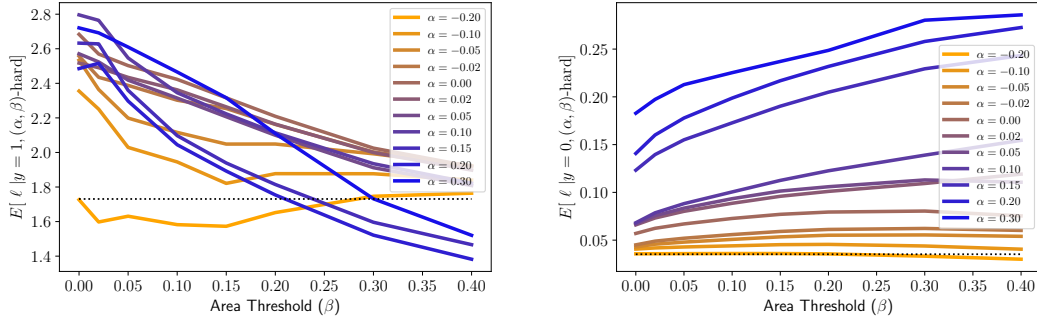 E[ ℓ |y = 1, (α, β)-hard]
2.8
2.6
2.4
2.2
2.0
1.8
1.6
1.4
α = −0.20
α = −0.10
α = −0.05
α = −0.02
α = 0.00
α = 0.02
α = 0.05
α = 0.10
α = 0.15
α = 0.20
α = 0.30
0.00 0.05 0.10 0.15 0.20 0.25 0.30 0.35 0.40
Area Threshold (β)
E[ ℓ |y = 0, (α, β)-hard]
0.25
0.20
0.15
0.10
0.05
α = −0.20
α = −0.10
α = −0.05
α = −0.02
α = 0.00
α = 0.02
α = 0.05
α = 0.10
α = 0.15
α = 0.20
α = 0.30
0.00 0.05 0.10 0.15 0.20 0.25 0.30 0.35 0.40
Area Threshold (β)